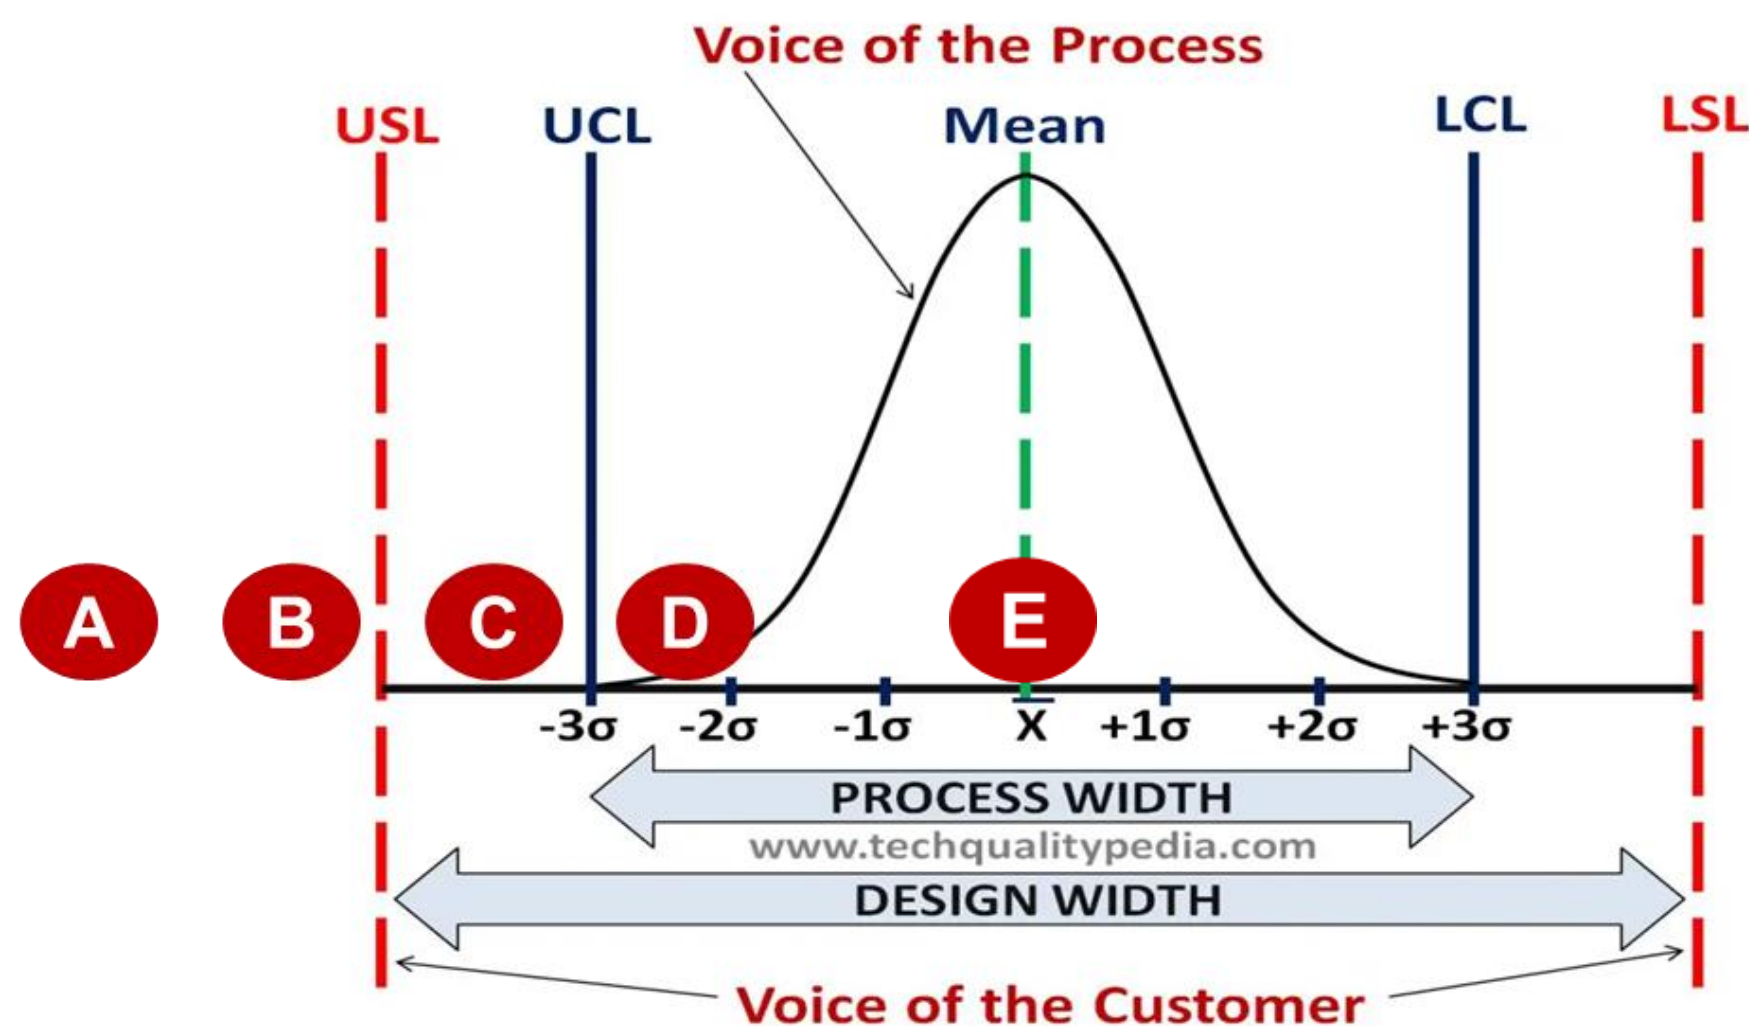 Voice of the Process
USL UCL Mean LCL LSL
A B C D E
-3σ -2σ -1σ X̅ +1σ +2σ +3σ
PROCESS WIDTH
www.techqualitypedia.com
DESIGN WIDTH
Voice of the Customer